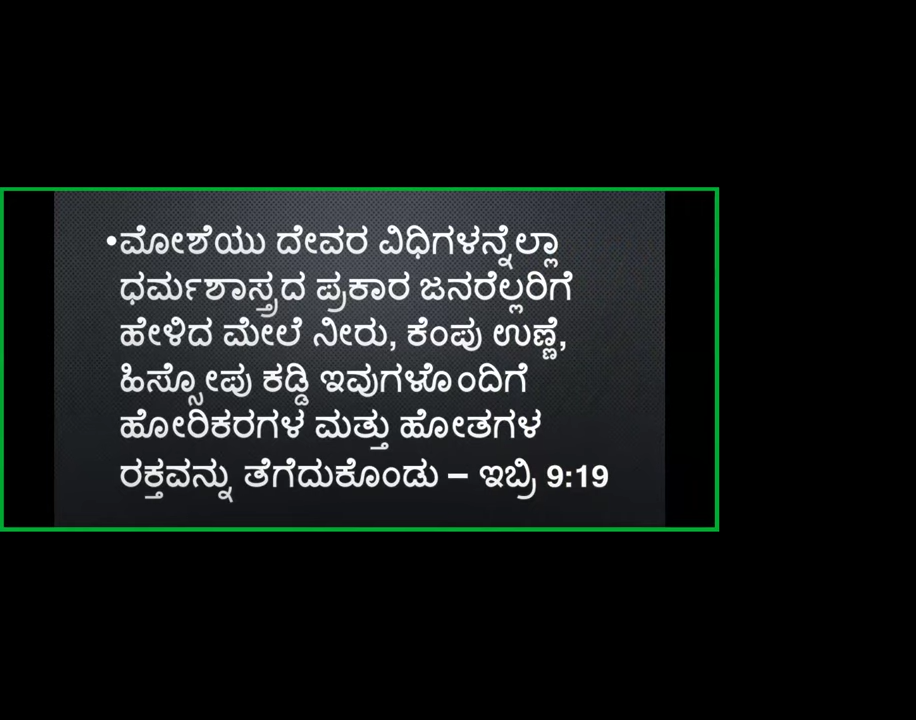 •ಮೋಶೆಯು ದೇವರ ವಿಧಿಗಳನ್ನೆಲ್ಲಾ
ಧರ್ಮಶಾಸ್ತ್ರದ ಪ್ರಕಾರ ಜನರೆಲ್ಲರಿಗೆ
ಹೇಳಿದ ಮೇಲೆ ನೀರು, ಕೆಂಪು ಉಣ್ಣೆ,
ಹಿಸ್ಸೋಪು ಕಡ್ಡಿ ಇವುಗಳೊಂದಿಗೆ
ಹೋರಿಕರಗಳ ಮತ್ತು ಹೋತಗಳ
ರಕ್ತವನ್ನು ತೆಗೆದುಕೊಂಡು – ಇಬ್ರಿ 9:19